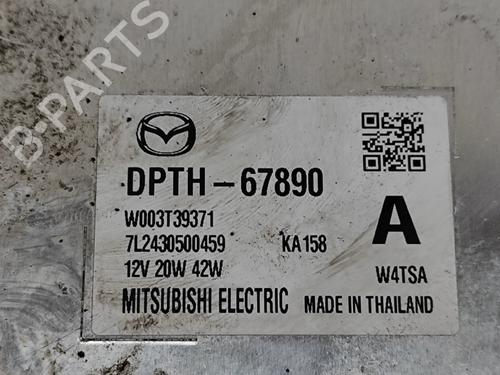 B-PARTS
DPTH-67890
W003T39371
7L2430500459 KA158
12V 20W 42W
A
W4TSA
MITSUBISHI ELECTRIC MADE IN THAILAND